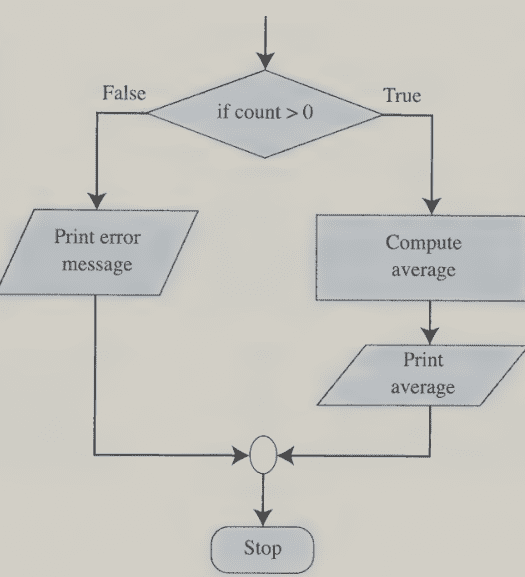 False
if count > 0
True
Print error
message
Compute
average
Print
average
Stop